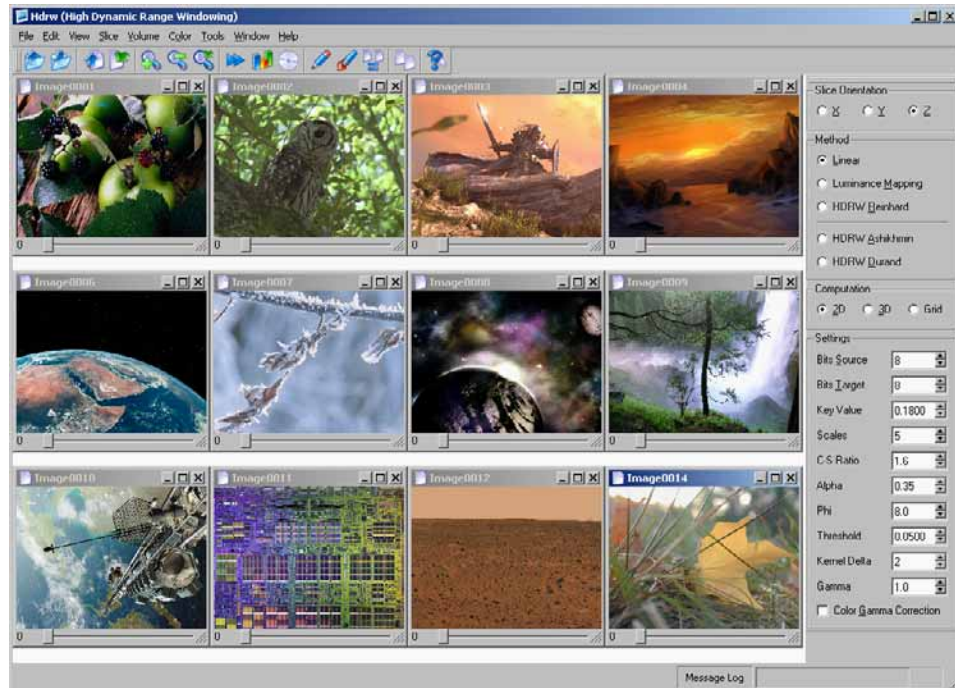 Hdrw (High Dynamic Range Windowing)
File Edit View Slice Volume Color Tools Window Help
Image0001
Image0002
Image0003
Image0004
0
0
0
0
Image0006
Image0007
Image0008
Image0009
0
0
0
0
Image0010
Image0011
Image0012
Image0014
0
0
0
0
Slice Orientation
X Y Z
Method
Linear
Luminance Mapping
HDRW Reinhard
HDRW Ashikhmin
HDRW Durand
Computation
2D 3D Grid
Settings
Bits Source 8
Bits Target 8
Key Value 0.1800
Scales 5
C-S Ratio 1.6
Alpha 0.35
Phi 8.0
Threshold 0.0500
Kernel Delta 2
Gamma 1.0
Color Gamma Correction
Message Log